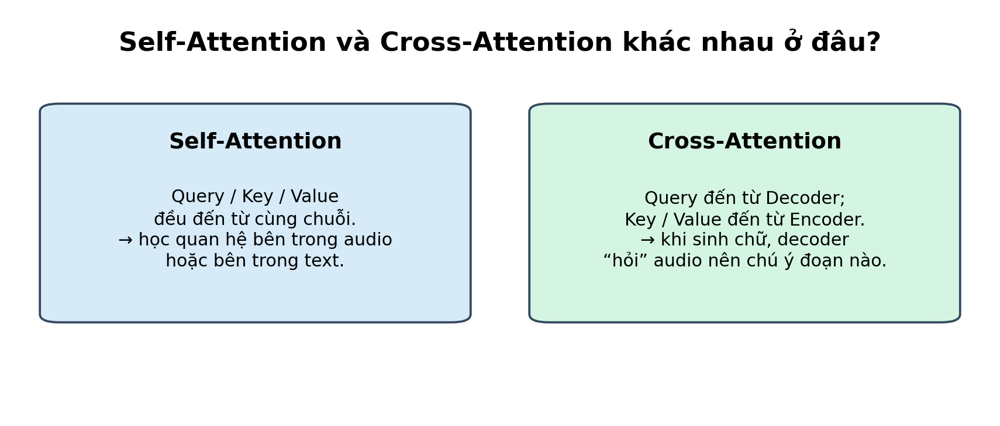 Self-Attention và Cross-Attention khác nhau ở đâu?
Self-Attention
Query / Key / Value
đều đến từ cùng chuỗi.
→ học quan hệ bên trong audio
hoặc bên trong text.
Cross-Attention
Query đến từ Decoder;
Key / Value đến từ Encoder.
→ khi sinh chữ, decoder
“hỏi” audio nên chú ý đoạn nào.